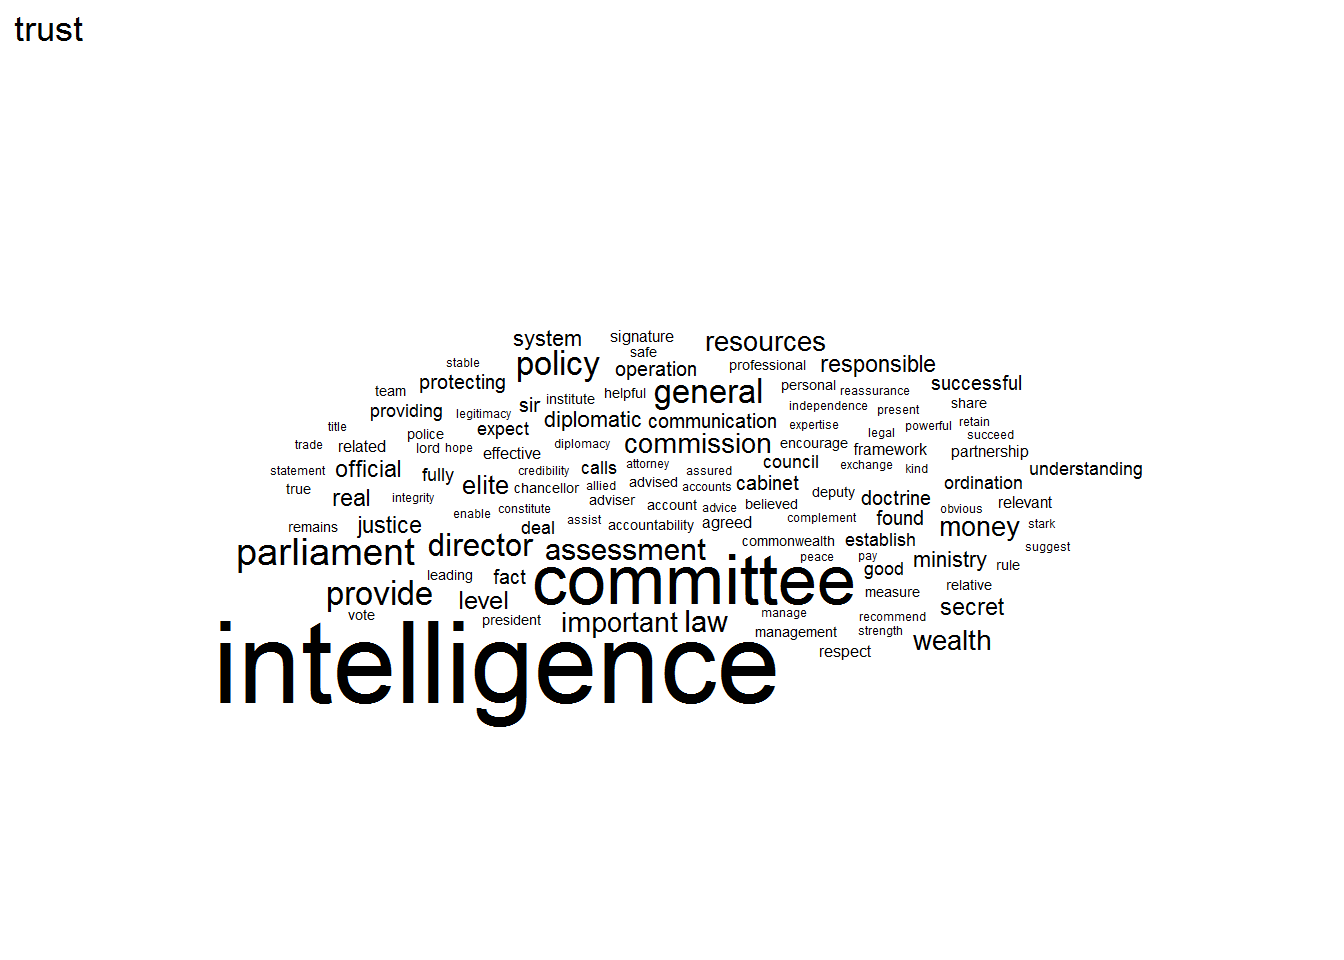 trust
system signature resources
safe
stable policy operation professional responsible
team protecting general personal reassurance successful
providing legitimacy sir institute helpful independence present share
title diplomatic communication expertise powerful retain
police expect legal succeed
trade related lord hope effective diplomacy commission encourage framework partnership
statement official fully credibility calls attorney assured council exchange kind understanding
true real integrity elite chancellor allied advised accounts cabinet deputy doctrine ordination
enable constitute adviser account advice believed obvious relevant
remains justice deal assist accountability agreed complement found money stark
parliament director assessment commonwealth establish suggest
leading fact committee peace pay good ministry rule
provide level measure relative
vote president important law manage recommend secret
intelligence management strength wealth
respect